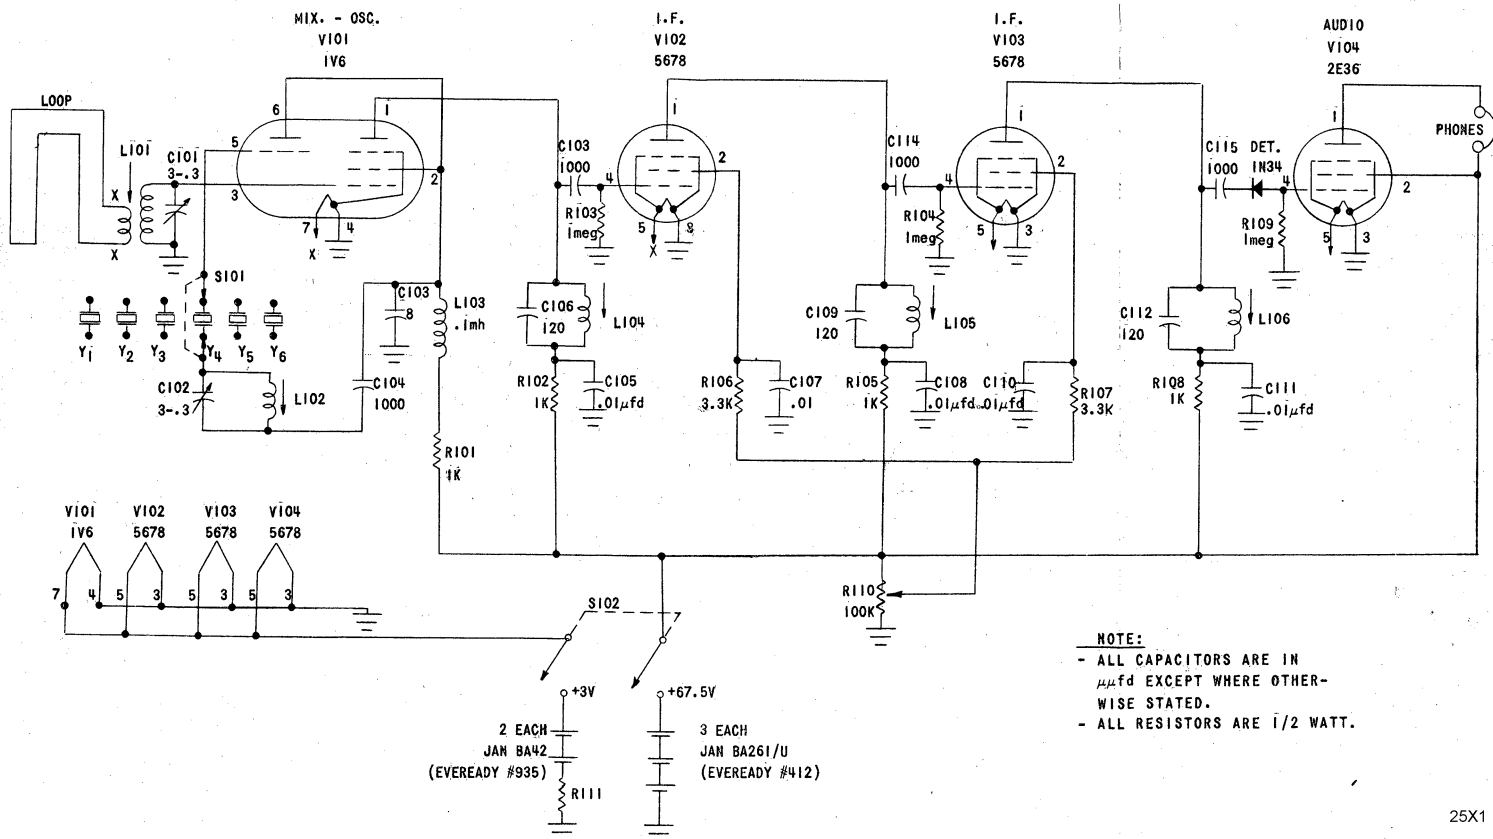 MIX. - OSC.
V101
1V6
I.F.
V102
5678
I.F.
V103
5678
AUDIO
V104
2E36
LOOP
L101
X
X
C101
3-.3
6
1
5
3
2
7
4
X
C103
1000
4
1
2
R103
1meg
5
8
X
C114
1000
4
1
2
R104
1meg
5
3
C115
1000
DET.
1N34
4
1
2
R109
1meg
5
3
PHONES
S101
Y1
Y2
Y3
Y4
Y5
Y6
C102
3-.3
L102
C103
8
L103
.1mh
C104
1000
R101
1K
C106
120
L104
R102
1K
C105
.01µfd
R106
3.3K
C107
.01
C109
120
L105
R105
1K
C108
.01µfd
C110
.01µfd
R107
3.3K
C112
120
L106
R108
1K
C111
.01µfd
V101
1V6
V102
5678
V103
5678
V104
5678
7
4
5
3
5
3
5
3
S102
R110
100K
+3V
+67.5V
2 EACH
JAN BA42
(EVEREADY #935)
R111
3 EACH
JAN BA261/U
(EVEREADY #412)
NOTE:
- ALL CAPACITORS ARE IN
µµfd EXCEPT WHERE OTHER-
WISE STATED.
- ALL RESISTORS ARE 1/2 WATT.
25X1